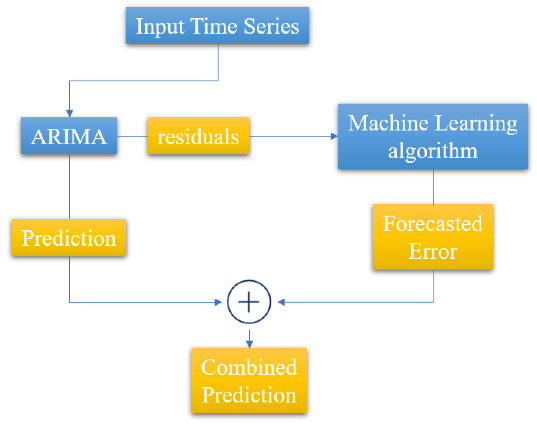 Input Time Series
ARIMA
residuals
Machine Learning
algorithm
Prediction
Forecasted
Error
Combined
Prediction